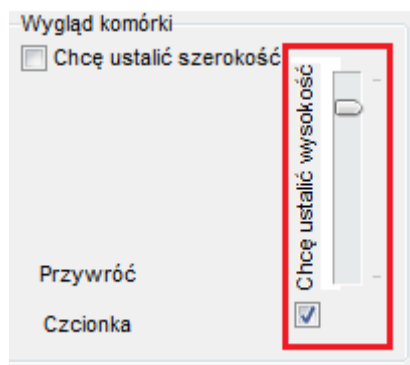 Wygląd komórki
Chcę ustalić szerokość
Chcę ustalić wysokość
Przywróć
Czcionka